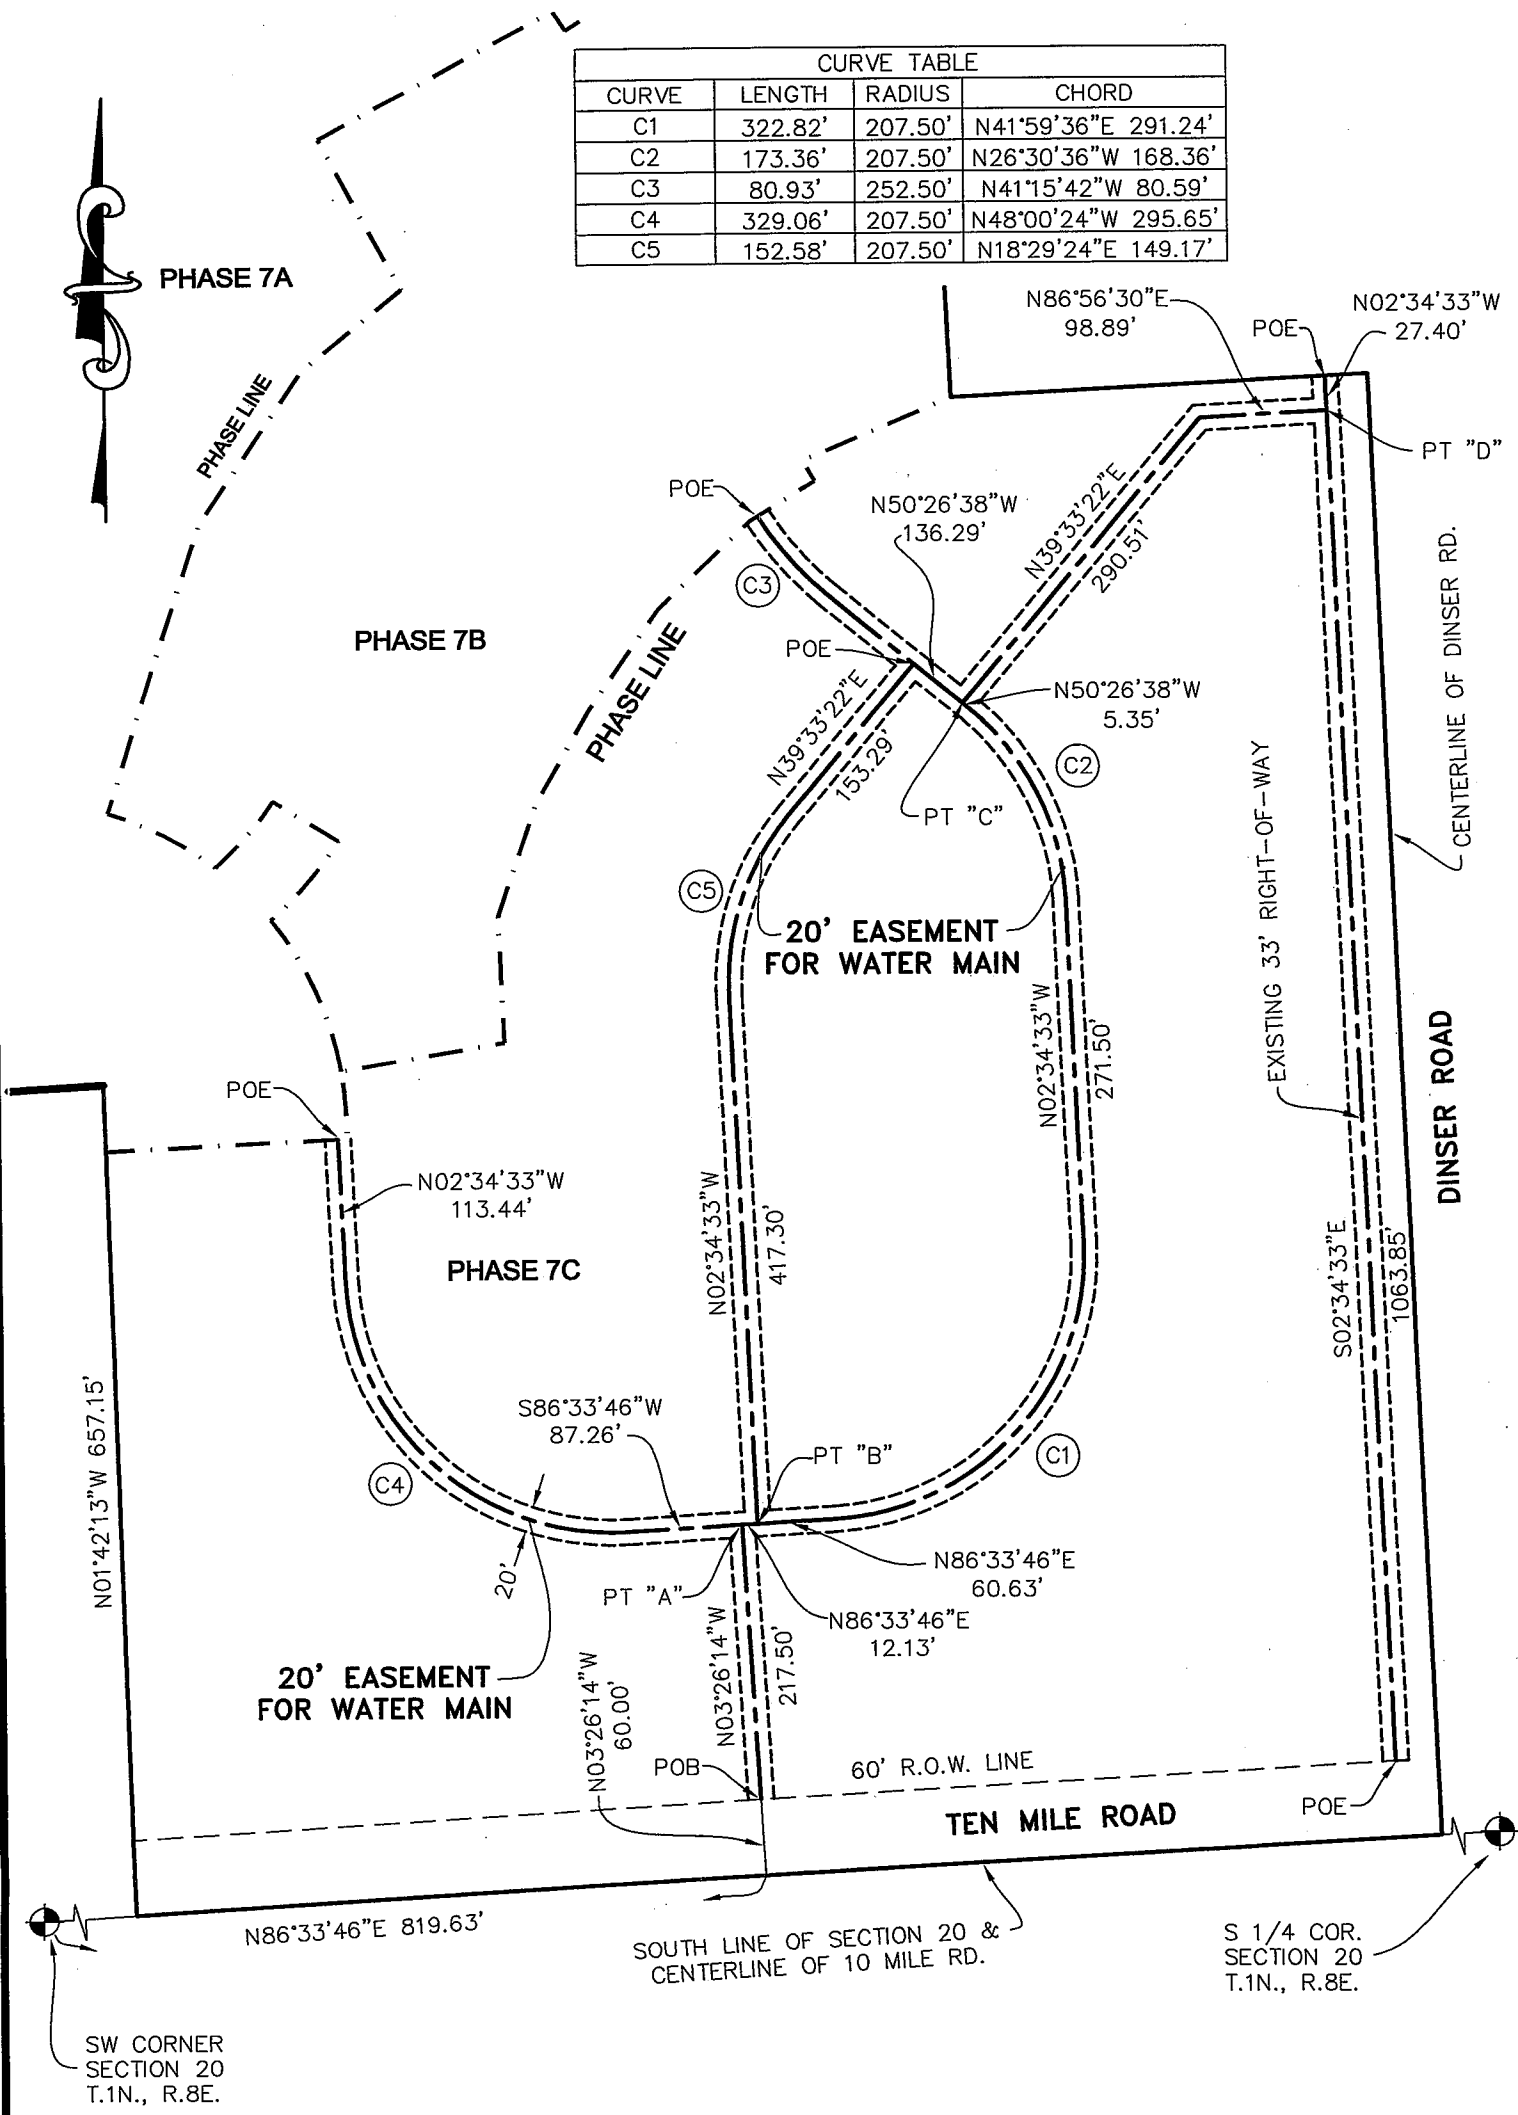 CURVE TABLE
CURVE LENGTH RADIUS CHORD
C1 322.82' 207.50' N41°59'36"E 291.24'
C2 173.36' 207.50' N26°30'36"W 168.36'
C3 80.93' 252.50' N41°15'42"W 80.59'
C4 329.06' 207.50' N48°00'24"W 295.65'
C5 152.58' 207.50' N18°29'24"E 149.17'
PHASE 7A
N86°56'30"E
98.89'
POE
N02°34'33"W
27.40'
PHASE LINE
PT "D"
POE
N50°26'38"W
136.29'
N39°33'22"E
290.51'
C3
CENTERLINE OF DINSER RD.
PHASE 7B
PHASE LINE
POE
N50°26'38"W
5.35'
N39°33'22"E
153.29'
C2
PT "C"
C5
20' EASEMENT
FOR WATER MAIN
EXISTING 33' RIGHT-OF-WAY
N02°34'33"W
271.50'
DINSER ROAD
POE
N02°34'33"W
113.44'
N02°34'33"W
417.30'
PHASE 7C
S02°34'33"E
1063.85'
N01°42'13"W 657.15'
S86°33'46"W
87.26'
PT "B"
C1
C4
20'
PT "A"
N86°33'46"E
60.63'
N86°33'46"E
12.13'
20' EASEMENT
FOR WATER MAIN
N03°26'14"W
60.00'
N03°26'14"W
217.50'
POB
60' R.O.W. LINE
TEN MILE ROAD
POE
N86°33'46"E 819.63'
SOUTH LINE OF SECTION 20 &
CENTERLINE OF 10 MILE RD.
S 1/4 COR.
SECTION 20
T.1N., R.8E.
SW CORNER
SECTION 20
T.1N., R.8E.